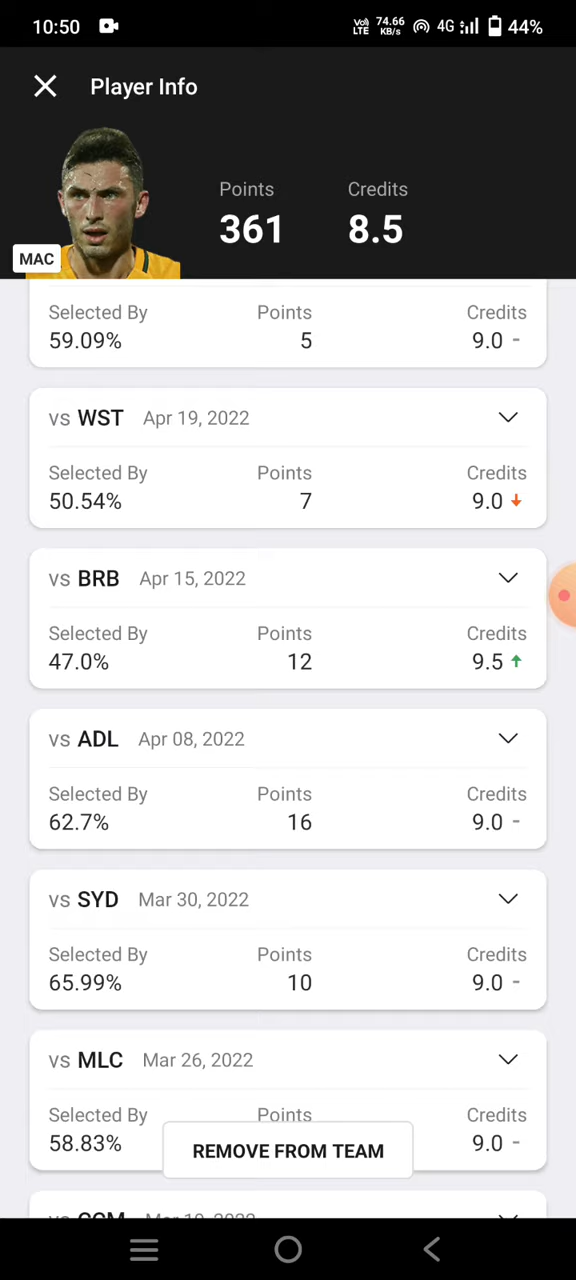 10:50 Vo) LTE 74.66 KB/s 4G 44%
Player Info
Points Credits
361 8.5
MAC
Selected By Points Credits
59.09% 5 9.0 -
vs WST Apr 19, 2022
Selected By Points Credits
50.54% 7 9.0
vs BRB Apr 15, 2022
Selected By Points Credits
47.0% 12 9.5
vs ADL Apr 08, 2022
Selected By Points Credits
62.7% 16 9.0 -
vs SYD Mar 30, 2022
Selected By Points Credits
65.99% 10 9.0 -
vs MLC Mar 26, 2022
Selected By Points Credits
58.83% 9.0 -
REMOVE FROM TEAM
vs